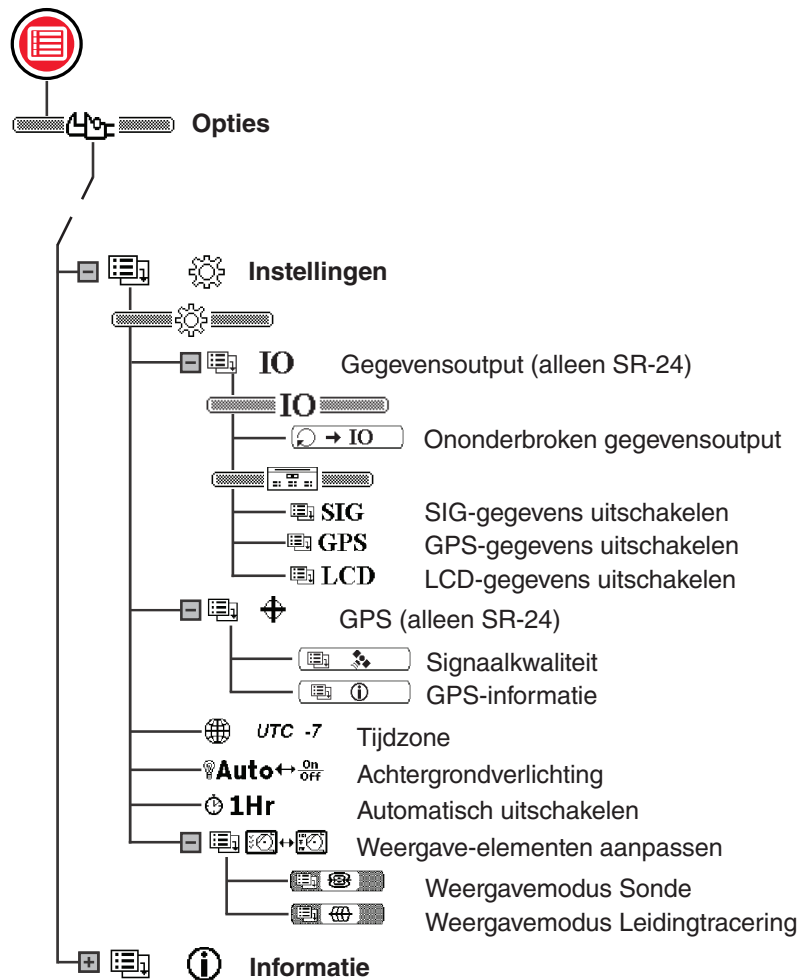 Opties
Instellingen
IO Gegevensoutput (alleen SR-24)
IO
→ IO Ononderbroken gegevensoutput
SIG SIG-gegevens uitschakelen
GPS GPS-gegevens uitschakelen
LCD LCD-gegevens uitschakelen
GPS (alleen SR-24)
Signaalkwaliteit
GPS-informatie
UTC -7 Tijdzone
Auto↔On/Off Achtergrondverlichting
1Hr Automatisch uitschakelen
Weergave-elementen aanpassen
Weergavemodus Sonde
Weergavemodus Leidingtracering
Informatie